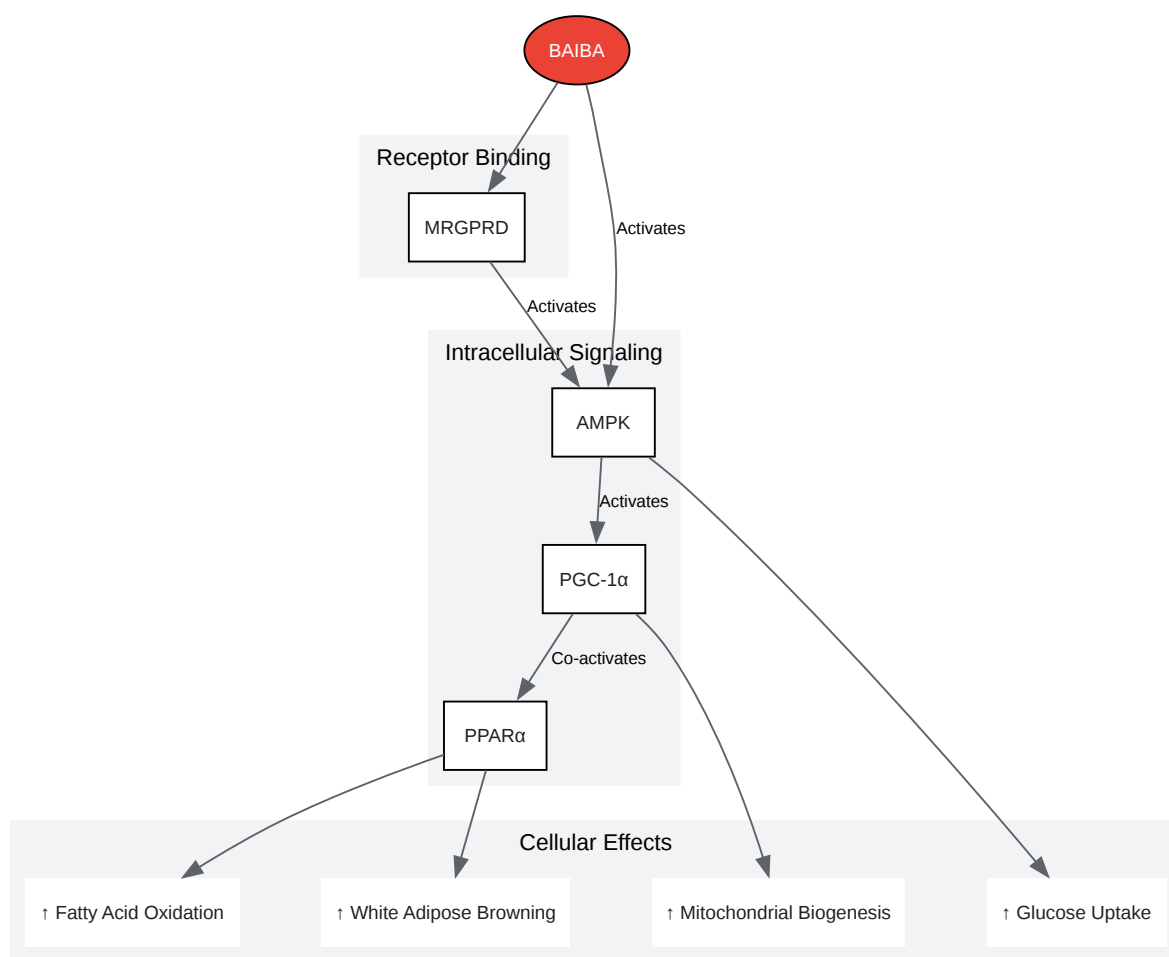 BAIBA
Receptor Binding
MRGPRD
Activates
Activates
Intracellular Signaling
AMPK
Activates
PGC-1α
Co-activates
PPARα
Cellular Effects
↑ Fatty Acid Oxidation
↑ White Adipose Browning
↑ Mitochondrial Biogenesis
↑ Glucose Uptake